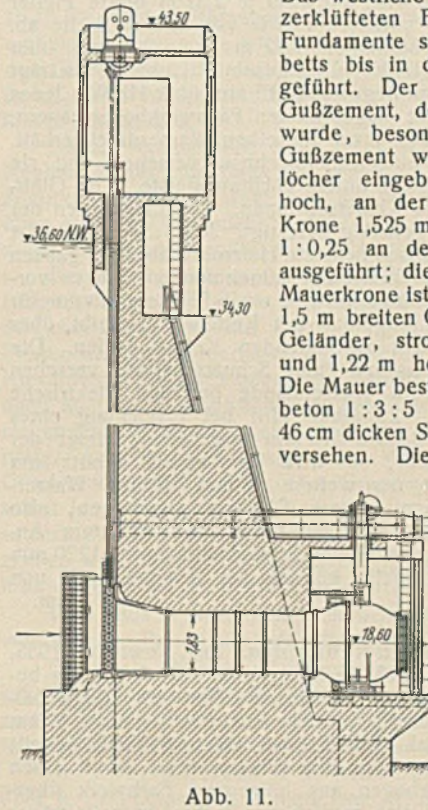 43,50
zerklüfteten
Fundamente s
betts bis in d
geführt. Der
Gußzement, d
wurde, beson
Gußzement w
löcher eingeb
hoch, an der
Krone 1,525 m
1:0,25 an de
ausgeführt; die
Mauerkrone ist
1,5 m breiten
Geländer, stro
und 1,22 m h
Die Mauer bes
beton 1:3:5
46 cm dicken S
versehen. Die
36,60 NW
34,30
1,83
18,60
Abb. 11.